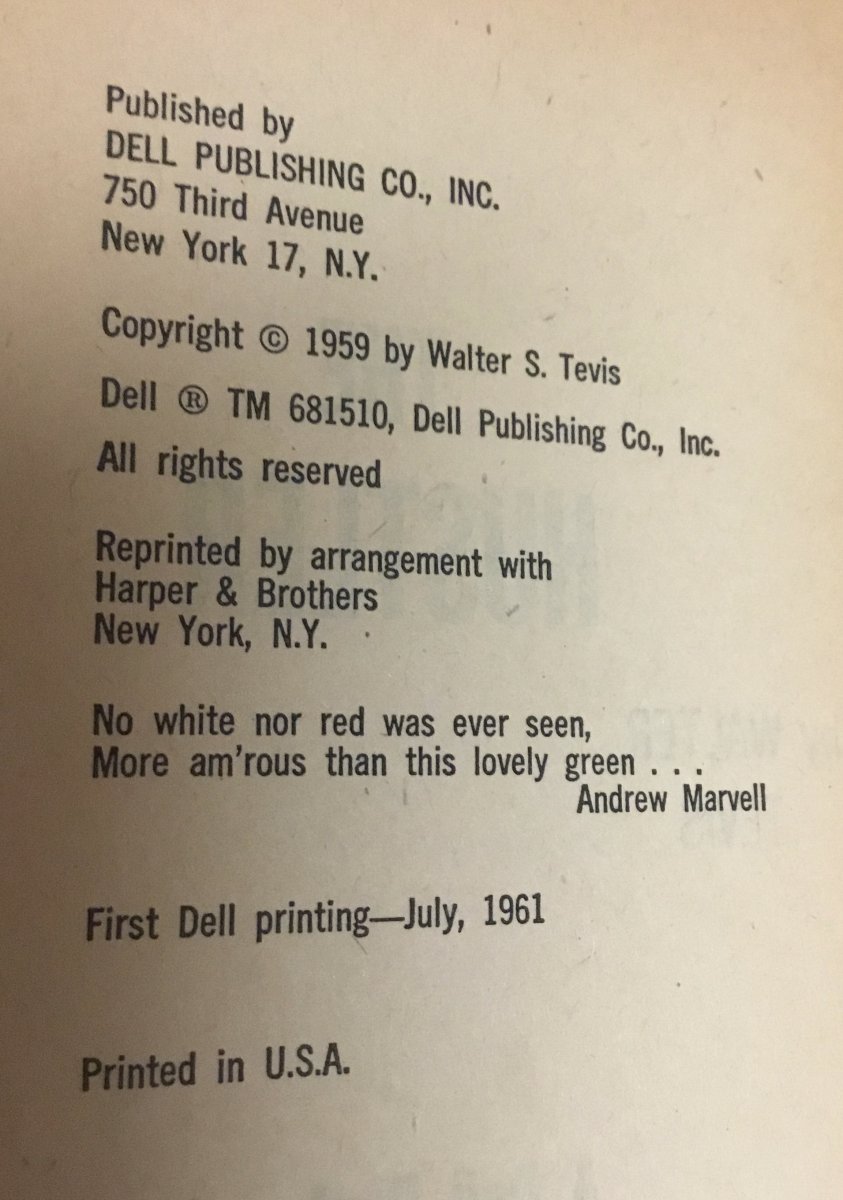 Published by
DELL PUBLISHING CO., INC.
750 Third Avenue
New York 17, N.Y.
Copyright © 1959 by Walter S. Tevis
Dell ® TM 681510, Dell Publishing Co., Inc.
All rights reserved
Reprinted by arrangement with
Harper & Brothers
New York, N.Y.
No white nor red was ever seen,
More am'rous than this lovely green . . .
Andrew Marvell
First Dell printing—July, 1961
Printed in U.S.A.